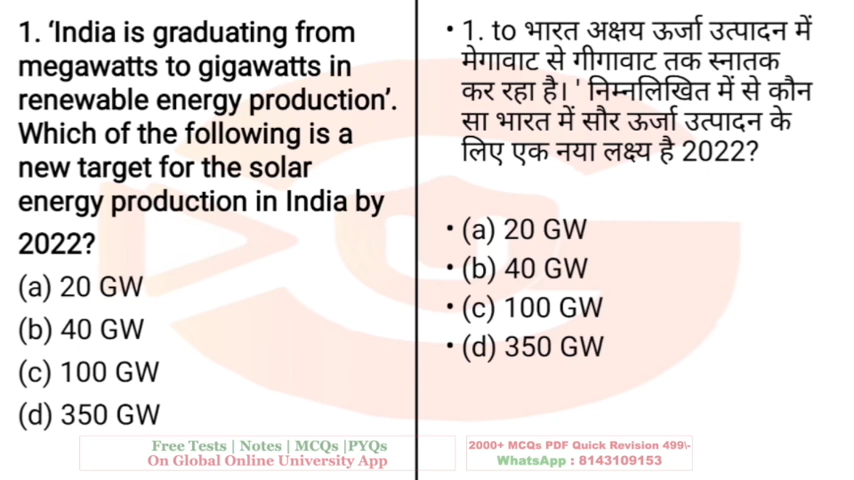 1. ‘India is graduating from
megawatts to gigawatts in
renewable energy production’.
Which of the following is a
new target for the solar
energy production in India by
2022?
(a) 20 GW
(b) 40 GW
(c) 100 GW
(d) 350 GW
• 1. to भारत अक्षय ऊर्जा उत्पादन में
मेगावाट से गीगावाट तक स्नातक
कर रहा है। ' निम्नलिखित में से कौन
सा भारत में सौर ऊर्जा उत्पादन के
लिए एक नया लक्ष्य है 2022?
• (a) 20 GW
• (b) 40 GW
• (c) 100 GW
• (d) 350 GW
Free Tests | Notes | MCQs |PYQs
On Global Online University App
2000+ MCQs PDF Quick Revision 499\-
WhatsApp : 8143109153